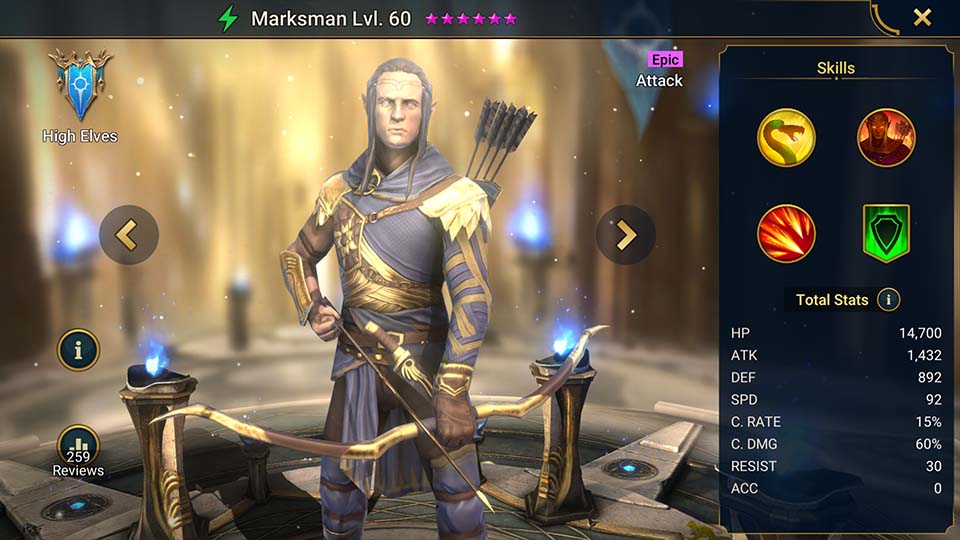 Marksman Lvl. 60
High Elves
Epic
Attack
Skills
259
Reviews
Total Stats i
HP 14,700
ATK 1,432
DEF 892
SPD 92
C. RATE 15%
C. DMG 60%
RESIST 30
ACC 0